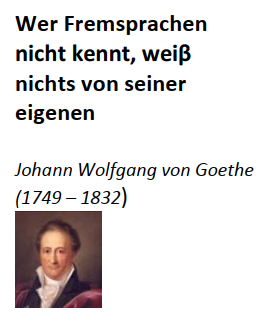 Wer Fremsprachen
nicht kennt, weiβ
nichts von seiner
eigenen
Johann Wolfgang von Goethe
(1749 – 1832)